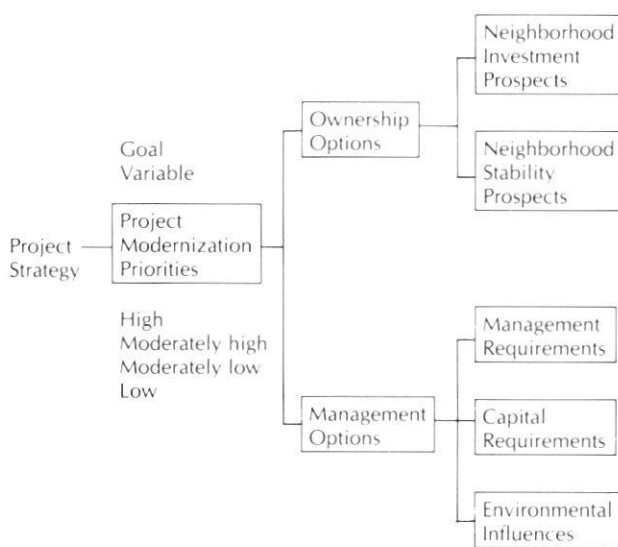 Goal
Variable
Project
Strategy
Project
Modernization
Priorities
High
Moderately high
Moderately low
Low
Ownership
Options
Management
Options
Neighborhood
Investment
Prospects
Neighborhood
Stability
Prospects
Management
Requirements
Capital
Requirements
Environmental
Influences